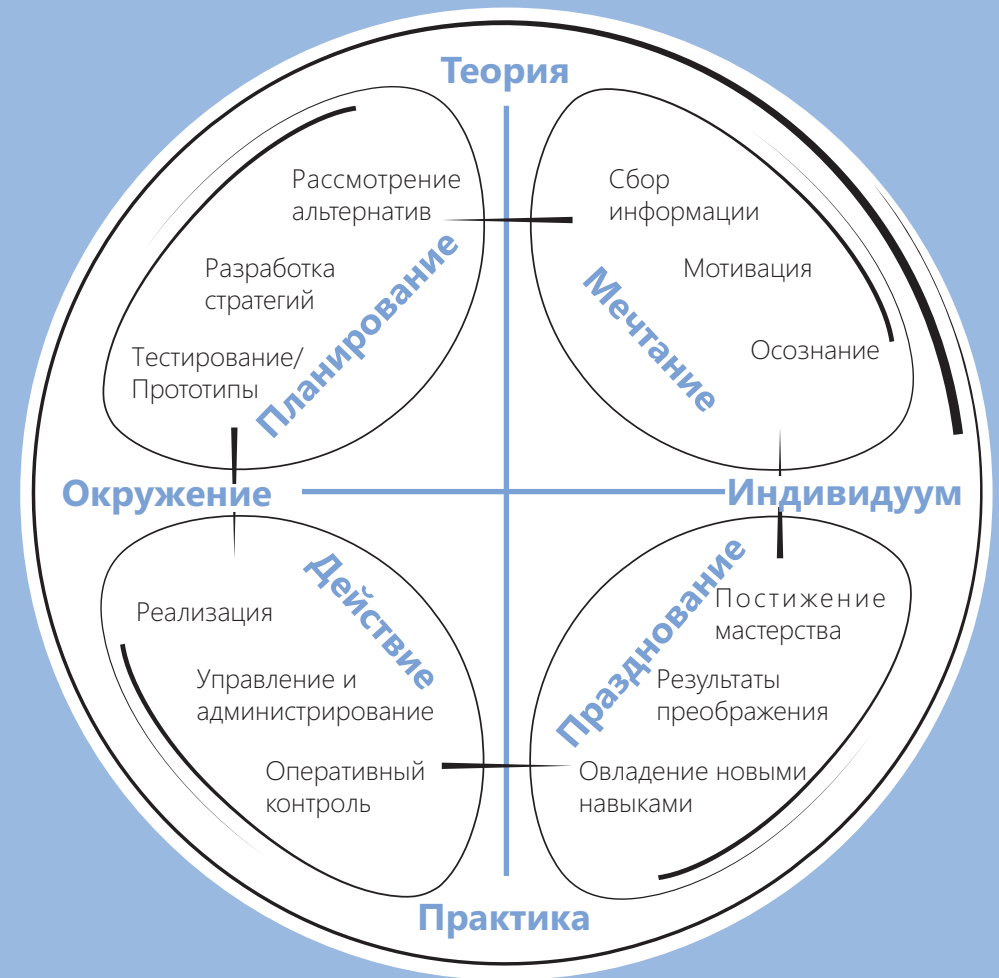 Теория
Рассмотрение
альтернатив
Разработка
стратегий
Тестирование/
Прототипы
Планирование
Сбор
информации
Мотивация
Осознание
Мечтание
Окружение
Индивидуум
Действие
Реализация
Управление и
администрирование
Оперативный
контроль
Празднование
Постижение
мастерства
Результаты
преображения
Овладение новыми
навыками
Практика